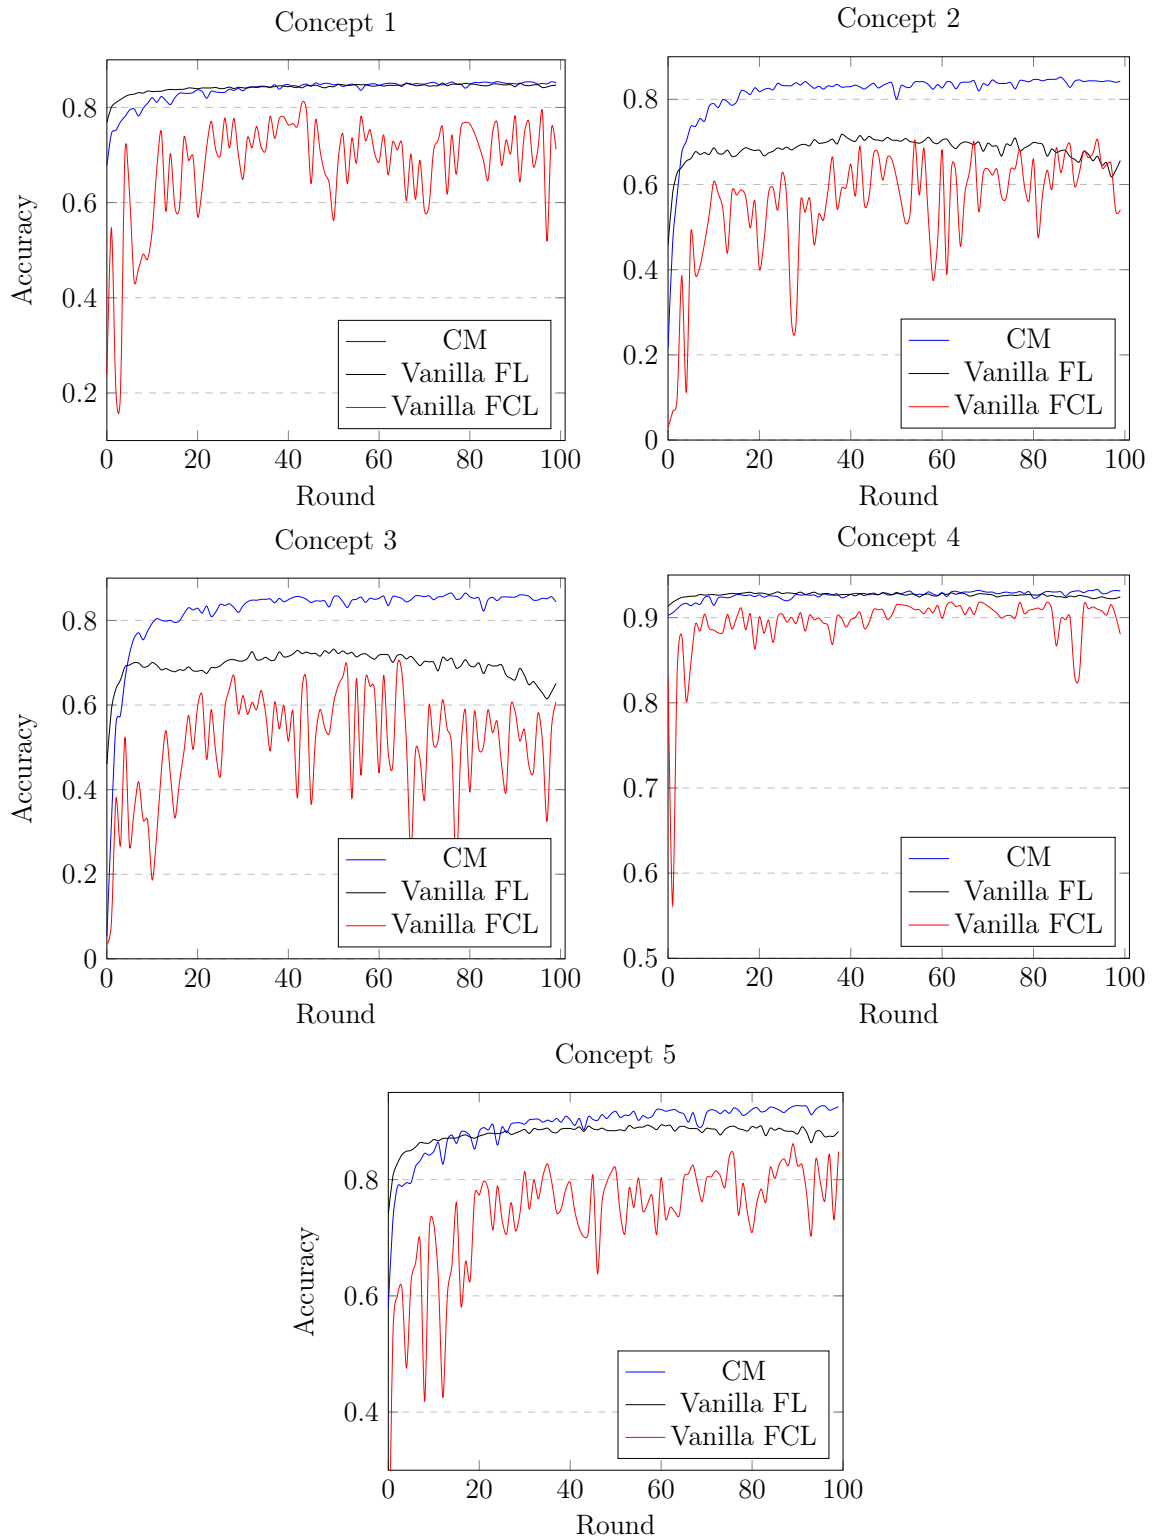 Concept 1
0.8
0.6
0.4
0.2
Accuracy
CM
Vanilla FL
Vanilla FCL
0 20 40 60 80 100
Round
Concept 2
0.8
0.6
0.4
0.2
0
CM
Vanilla FL
Vanilla FCL
0 20 40 60 80 100
Round
Concept 3
0.8
0.6
0.4
0.2
0
Accuracy
CM
Vanilla FL
Vanilla FCL
0 20 40 60 80 100
Round
Concept 4
0.9
0.8
0.7
0.6
0.5
CM
Vanilla FL
Vanilla FCL
0 20 40 60 80 100
Round
Concept 5
0.8
0.6
0.4
Accuracy
CM
Vanilla FL
Vanilla FCL
0 20 40 60 80 100
Round